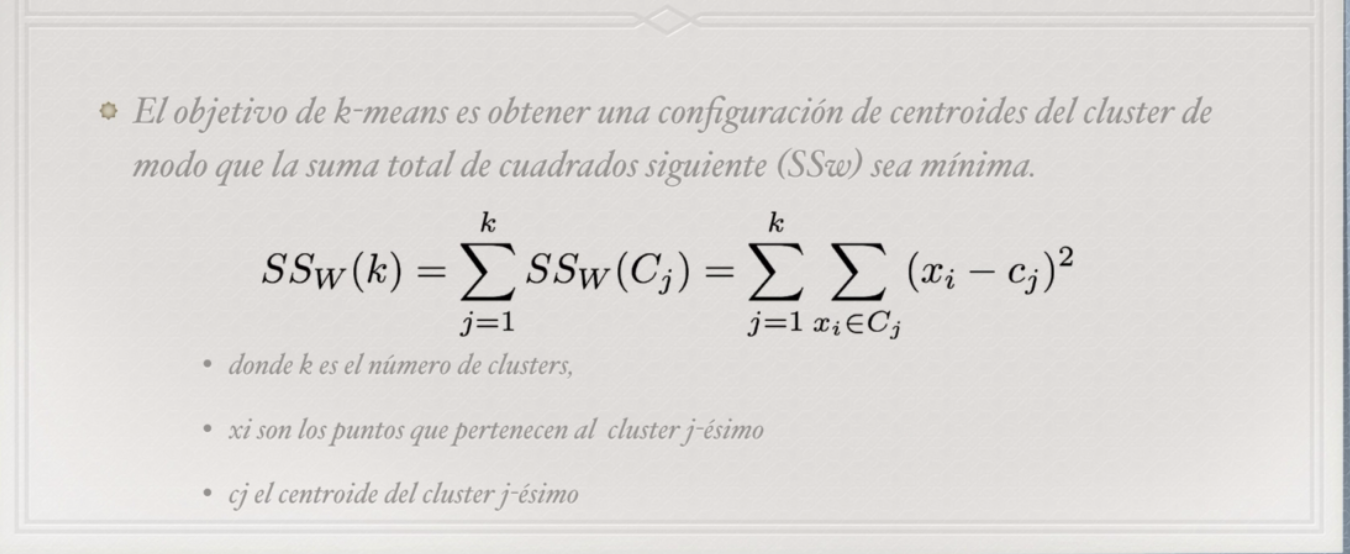 El objetivo de k-means es obtener una configuración de centroides del cluster de
modo que la suma total de cuadrados siguiente (SSw) sea mínima.
$$SS_W(k) = \sum_{j=1}^{k} SS_W(C_j) = \sum_{j=1}^{k} \sum_{x_i \in C_j} (x_i - c_j)^2$$
• donde k es el número de clusters,
• xi son los puntos que pertenecen al cluster j-ésimo
• cj el centroide del cluster j-ésimo